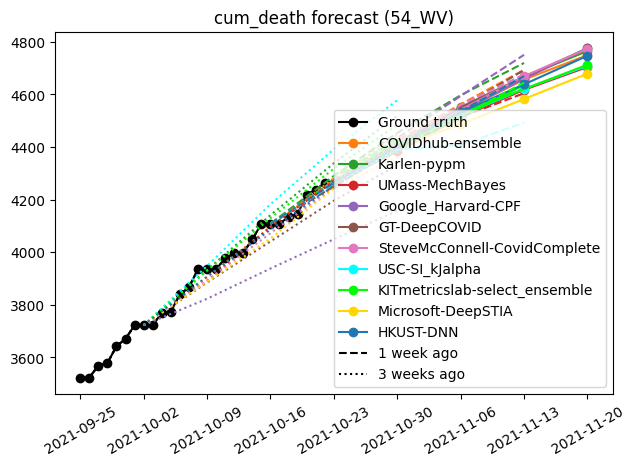 cum_death forecast (54_WV)
4800
4600
4400
4200
4000
3800
3600
Ground truth
COVIDhub-ensemble
Karlen-pypm
UMass-MechBayes
Google_Harvard-CPF
GT-DeepCOVID
SteveMcConnell-CovidComplete
USC-SI_kJalpha
KITmetricslab-select_ensemble
Microsoft-DeepSTIA
HKUST-DNN
1 week ago
3 weeks ago
2021-09-25
2021-10-02
2021-10-09
2021-10-16
2021-10-23
2021-10-30
2021-11-06
2021-11-13
2021-11-20